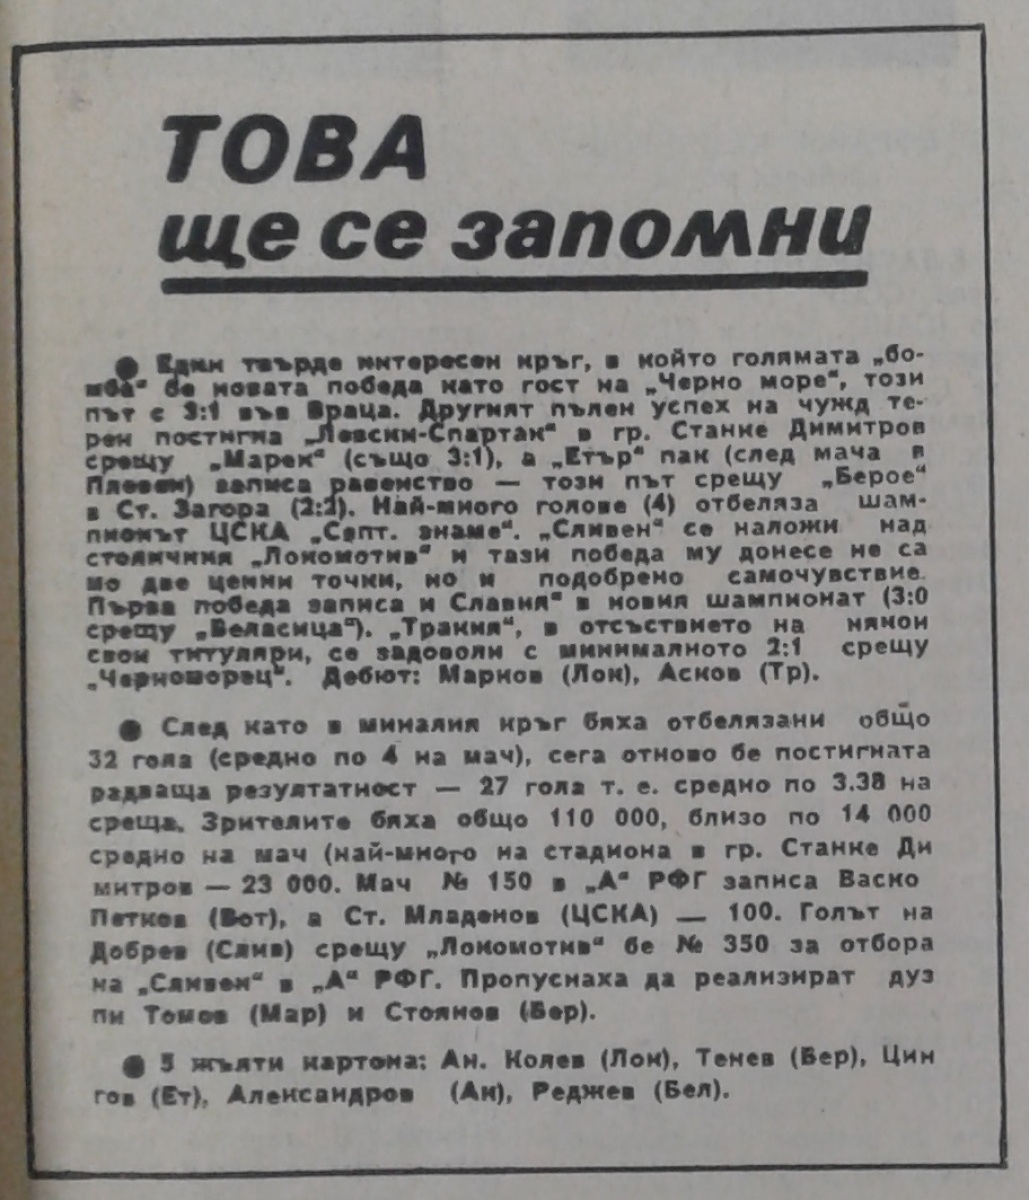 ТОВА
ще се запомни
● Един твърде интересен кръг, в който голямата „бо-
мба“ бе новата победа като гост на „Черно море“, този
път с 3:1 във Враца. Другият пълен успех на чужд те-
рен постигна „Левски-Спартак“ в гр. Станке Димитров
срещу „Марек“ (също 3:1), а „Етър“ пак (след мача в
Плевен) записа равенство — този път срещу „Берое“
в Ст. Загора (2:2). Най-много голове (4) отбеляза шам-
пионът ЦСКА „Септ. знаме“. „Сливен“ се наложи над
столичния „Локомотив“ и тази победа му донесе не са
мо две ценни точки, но и подобрено самочувствие.
Първа победа записа и Славия“ в новия шампионат (3:0
срещу „Беласица“). „Тракия“, в отсъствието на някои
свои титуляри, се задоволи с минималното 2:1 срещу
„Черноморец“. Дебют: Марков (Лок), Асков (Тр).
● След като в миналия кръг бяха отбелязани общо
32 гола (средно по 4 на мач), сега отново бе постигната
радваща резултатност — 27 гола т. е. средно по 3.38 на
среща. Зрителите бяха общо 110 000, близо по 14 000
средно на мач (най-много на стадиона в гр. Станке Ди
митров — 23 000. Мач № 150 в „А“ РФГ записа Васко
Петков (Бот), а Ст. Младенов (ЦСКА) — 100. Голът на
Добрев (Слив) срещу „Локомотив“ бе № 350 за отбора
на „Сливен“ в „А“ РФГ. Пропуснаха да реализират дуз
пи Томов (Мар) и Стоянов (Бер).
● 5 жълти картона: Ан. Колев (Лок), Тенев (Бер), Цин
гов (Ет), Александров (Ак), Реджев (Бел).